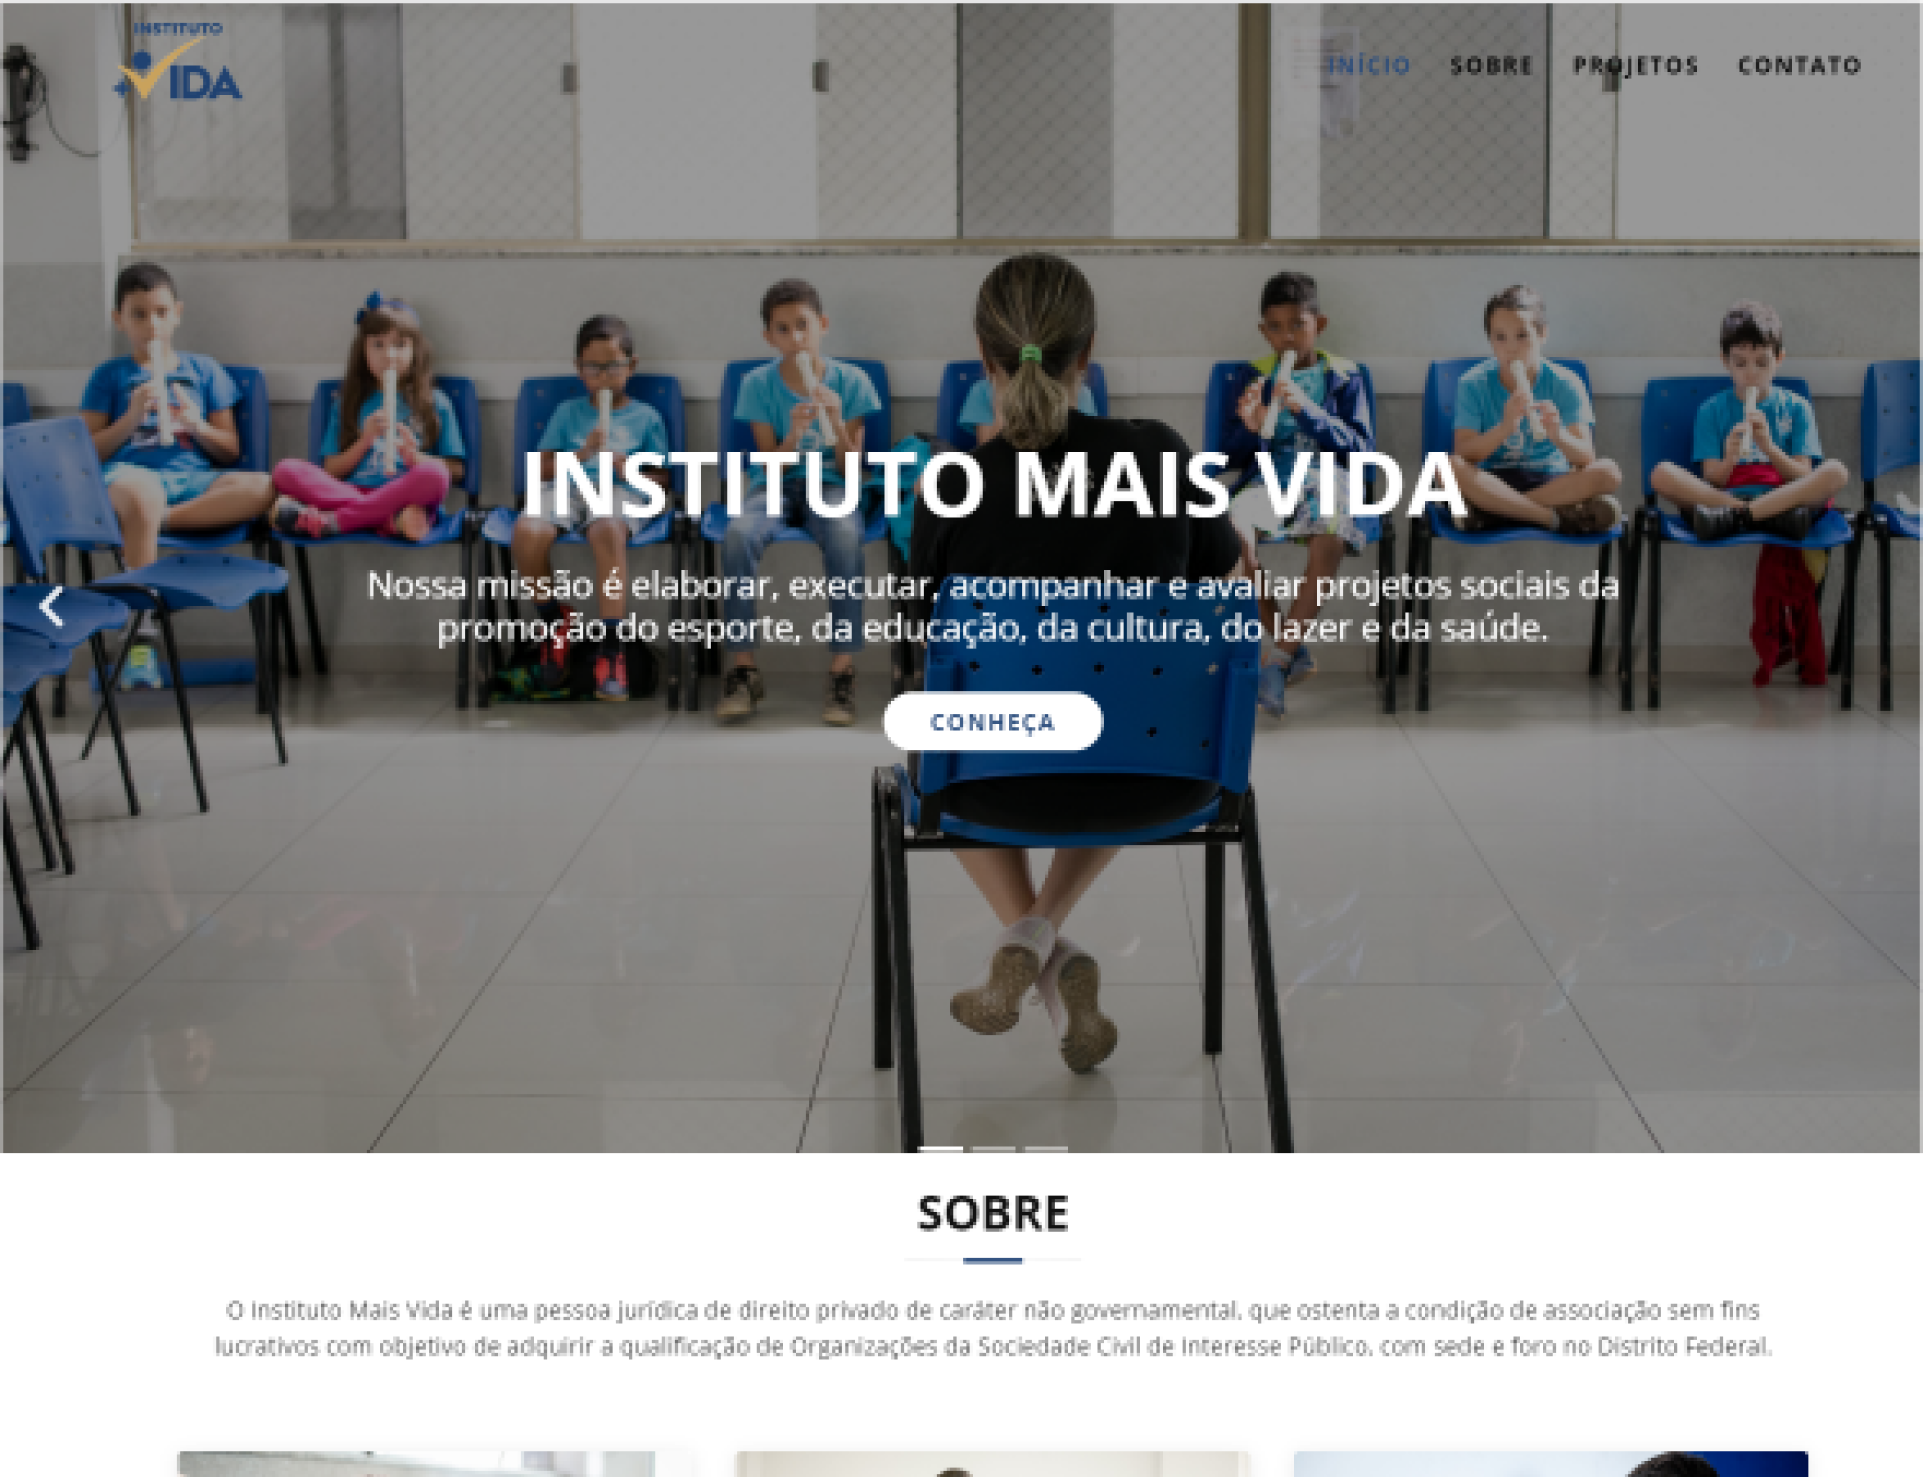 INSTITUTO
VIDA
INÍCIO SOBRE PROJETOS CONTATO
INSTITUTO MAIS VIDA
Nossa missão é elaborar, executar, acompanhar e avaliar projetos sociais da
promoção do esporte, da educação, da cultura, do lazer e da saúde.
CONHEÇA
SOBRE
O Instituto Mais Vida é uma pessoa jurídica de direito privado de caráter não governamental, que ostenta a condição de associação sem fins
lucrativos com objetivo de adquirir a qualificação de Organizações da Sociedade Civil de Interesse Público, com sede e foro no Distrito Federal.